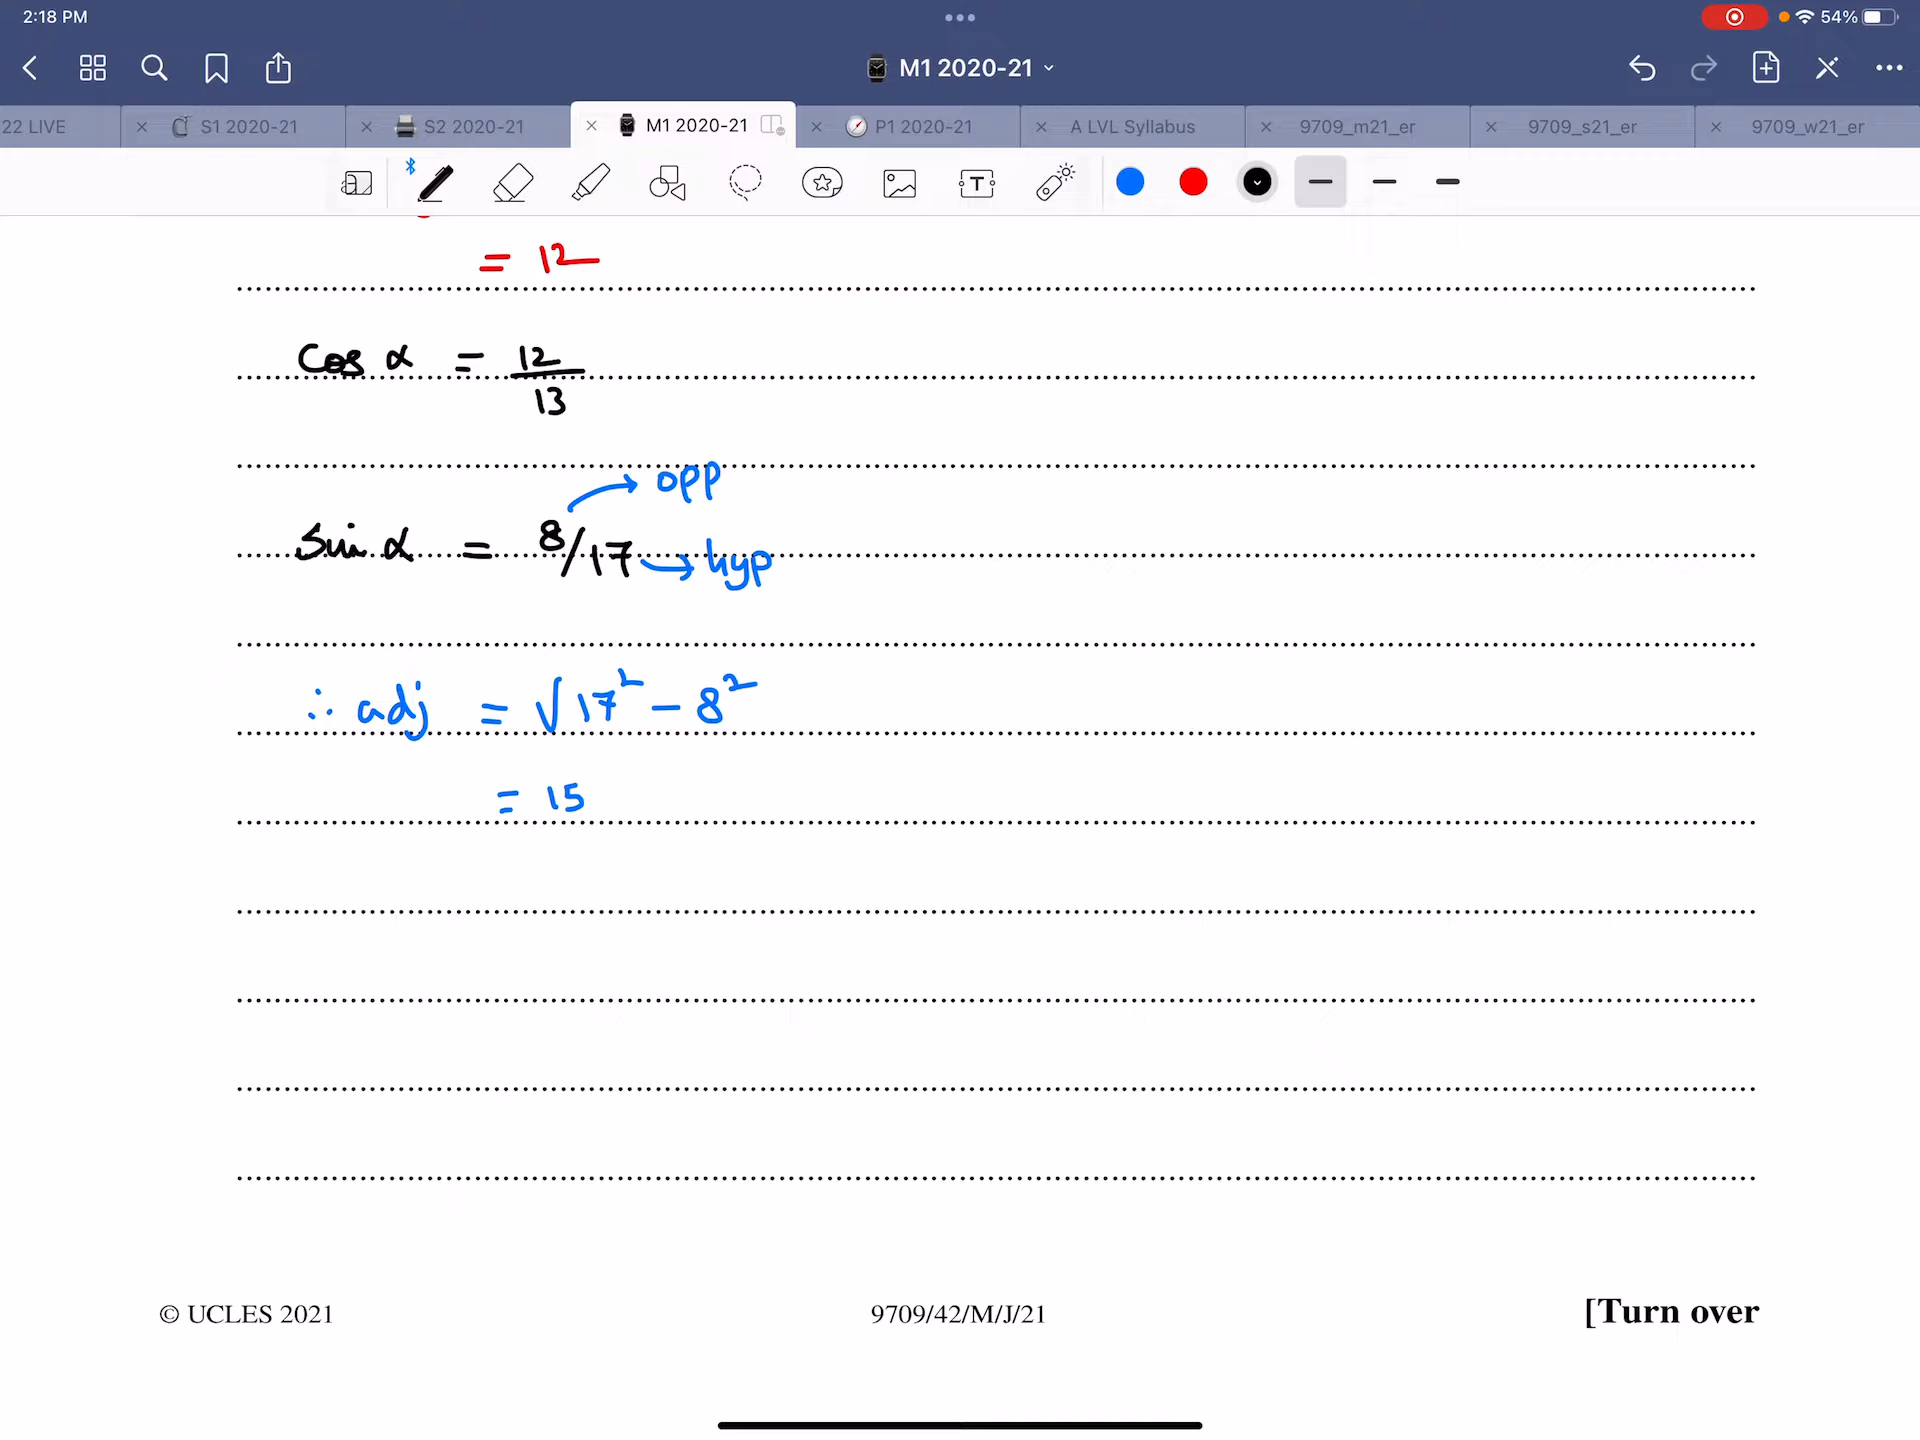 2:18 PM
54%
M1 2020-21
22 LIVE
S1 2020-21
S2 2020-21
M1 2020-21
P1 2020-21
A LVL Syllabus
9709_m21_er
9709_s21_er
9709_w21_er
= 12
cos α = 12/13
opp
sin α = 8/17 → hyp
∴ adj = √17² - 8²
= 15
© UCLES 2021
9709/42/M/J/21
[Turn over